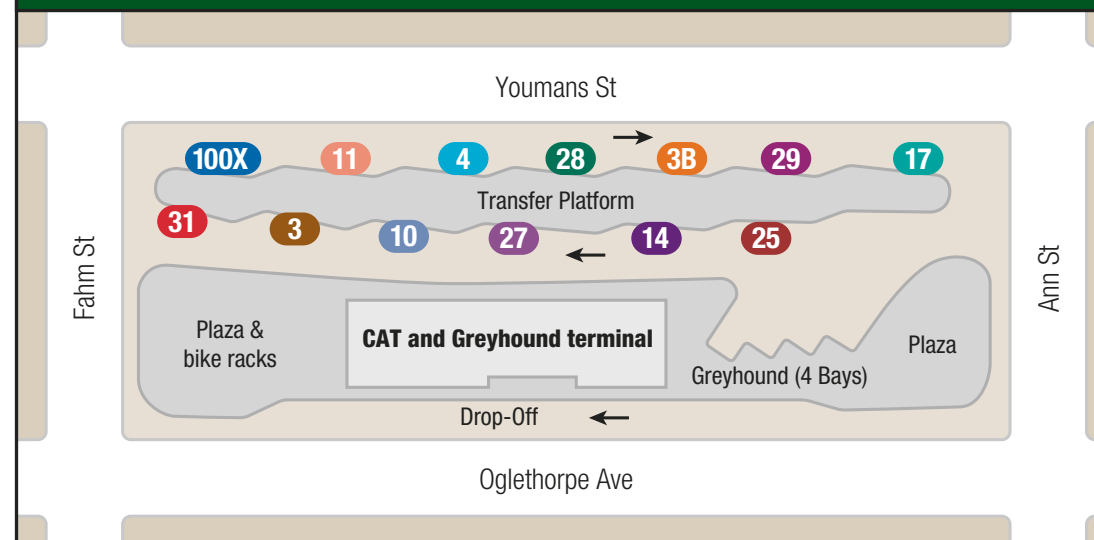 Youmans St
100X
11
4
28
3B
29
17
Transfer Platform
31
3
10
27
14
25
Fahm St
Ann St
Plaza &
bike racks
CAT and Greyhound terminal
Plaza
Greyhound (4 Bays)
Drop-Off
Oglethorpe Ave